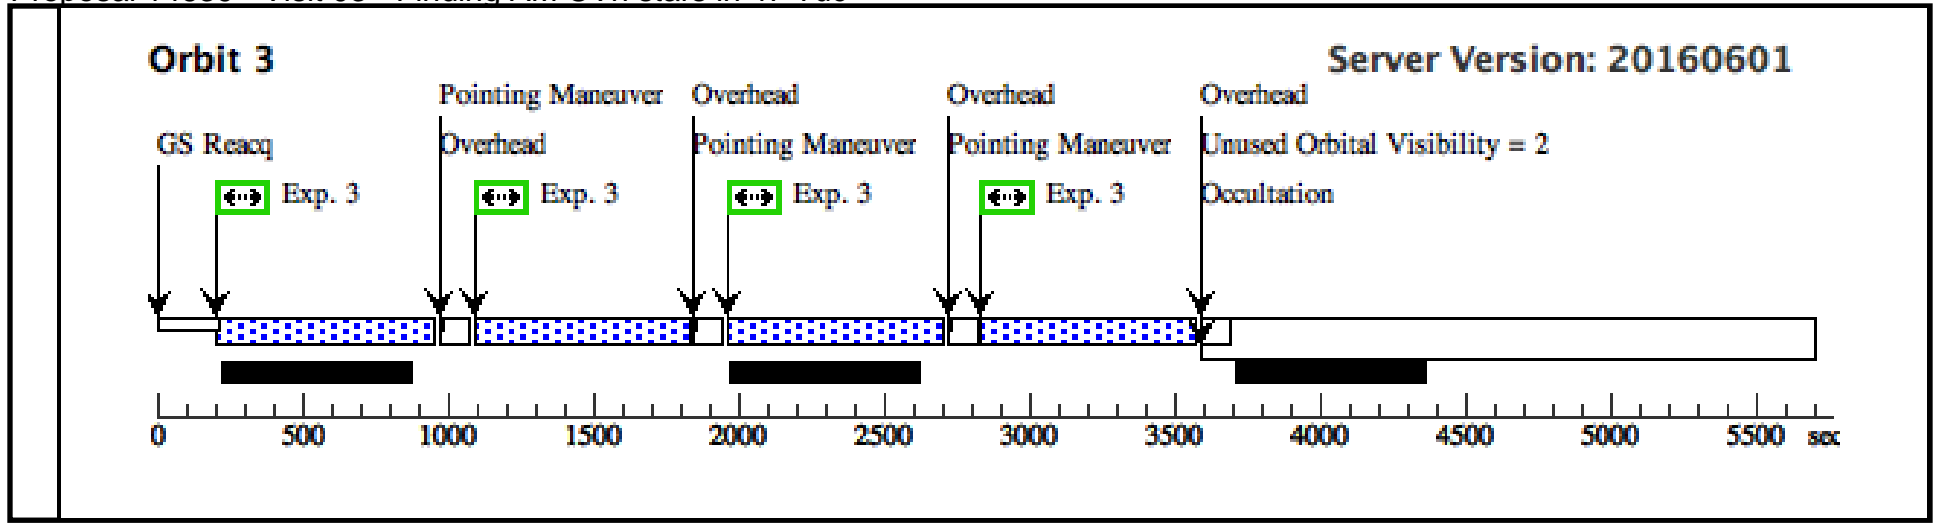 Orbit 3
Server Version: 20160601
Pointing Maneuver Overhead Overhead Overhead
GS Reacq Overhead Pointing Maneuver Pointing Maneuver Unused Orbital Visibility = 2
Exp. 3 Exp. 3 Exp. 3 Exp. 3 Occultation
0 500 1000 1500 2000 2500 3000 3500 4000 4500 5000 5500 sec